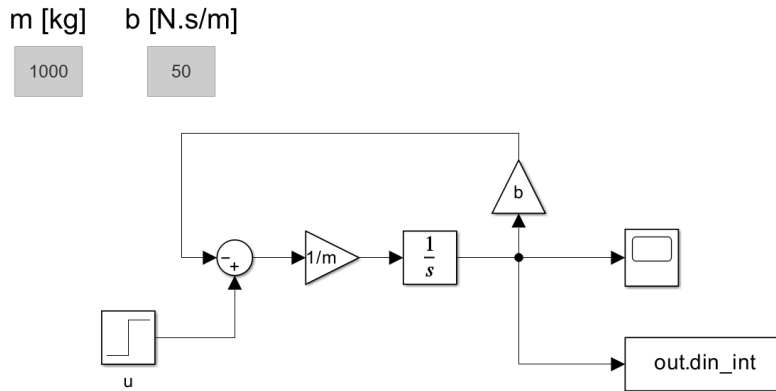 m [kg] b [N.s/m]
1000 50
b
1/m
1
s
−
+
out.din_int
u